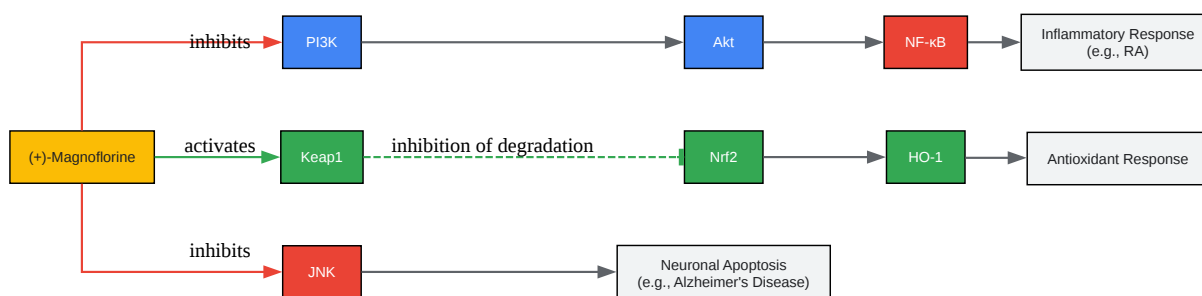 inhibits
PI3K
Akt
NF-κB
Inflammatory Response
(e.g., RA)
(+)-Magnoflorine
activates
Keap1
inhibition of degradation
Nrf2
HO-1
Antioxidant Response
inhibits
JNK
Neuronal Apoptosis
(e.g., Alzheimer's Disease)